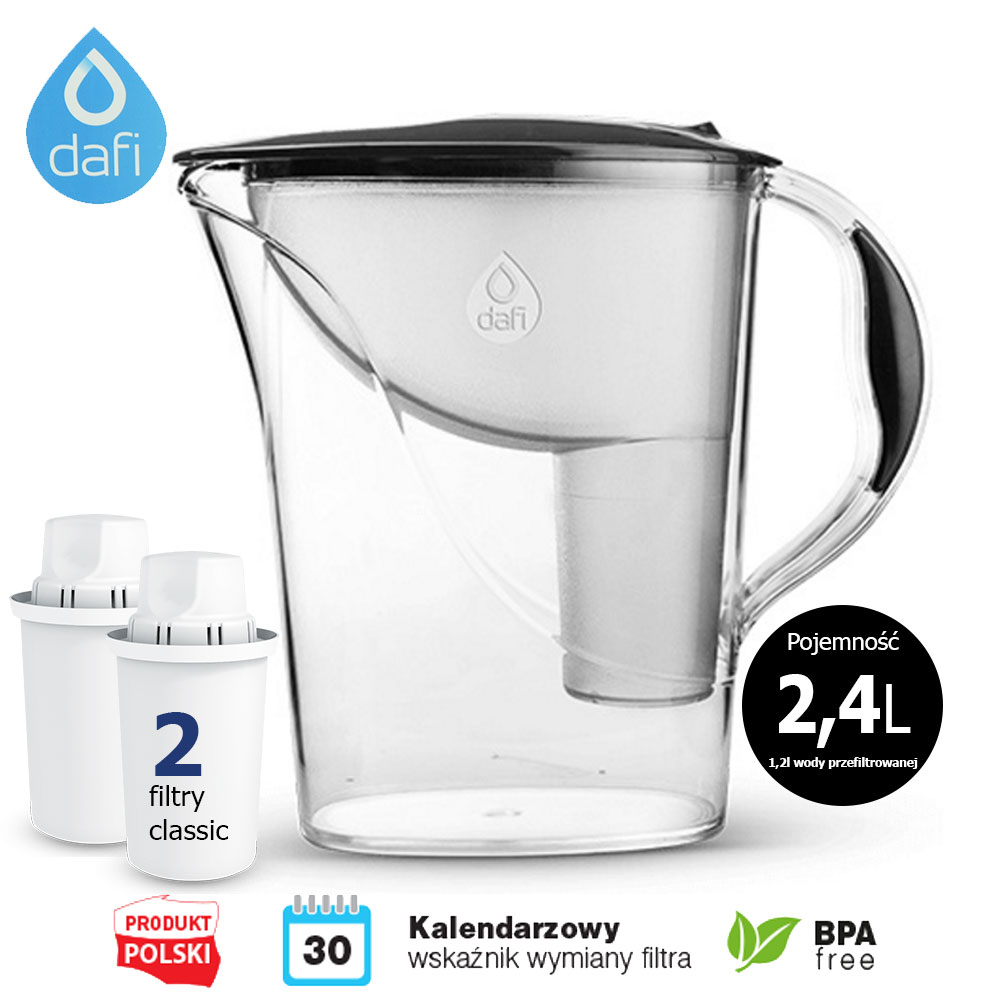 dafi
dafi
Pojemność
2,4L
1,2l wody przefiltrowanej
2
filtry
classic
PRODUKT
POLSKI
30
Kalendarzowy
wskaźnik wymiany filtra
BPA
free